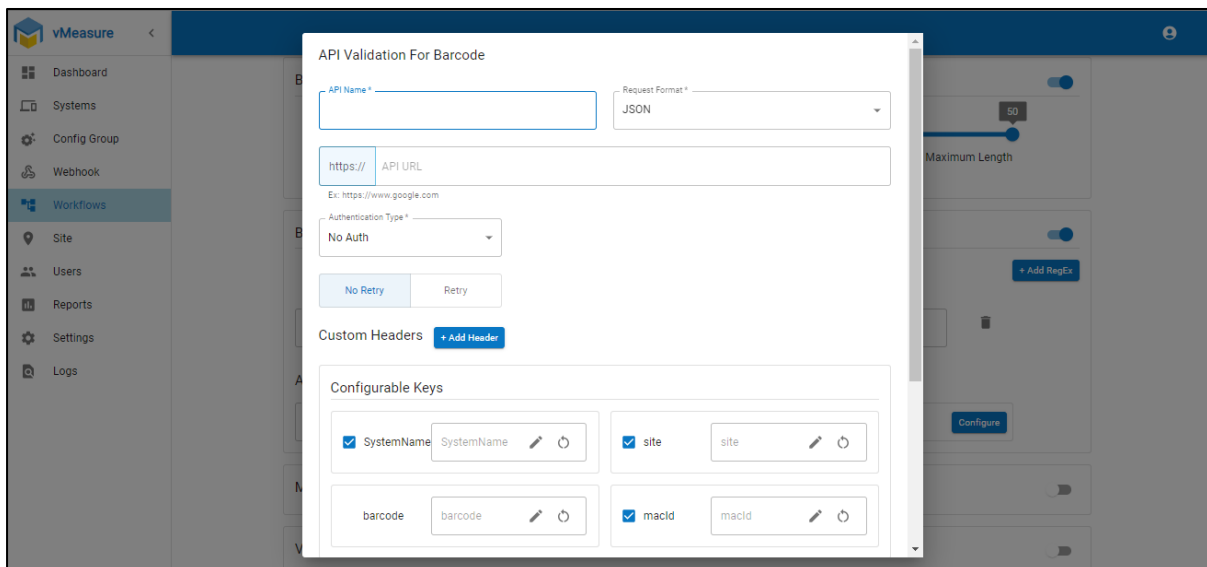 vMeasure
Dashboard
Systems
Config Group
Webhook
Workflows
Site
Users
Reports
Settings
Logs
API Validation For Barcode
API Name *
Request Format *
JSON
https://
API URL
Ex: https://www.google.com
Authentication Type *
No Auth
No Retry
Retry
Custom Headers
+ Add Header
Configurable Keys
SystemName
SystemName
site
site
barcode
barcode
macId
macId
50
Maximum Length
+ Add RegEx
Configure